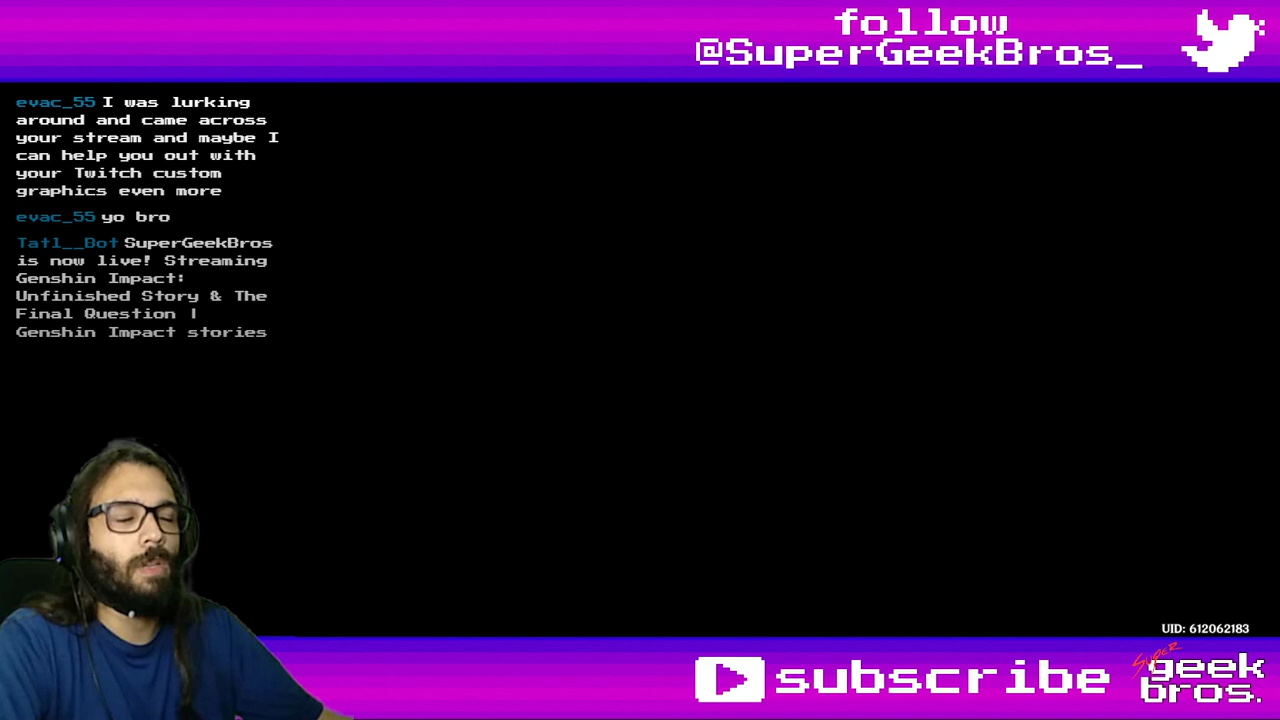 follow
@SuperGeekBros_
evac_55 I was lurking
around and came across
your stream and maybe I
can help you out with
your Twitch custom
graphics even more
evac_55 yo bro
Tatl__Bot SuperGeekBros
is now live! Streaming
Genshin Impact:
Unfinished Story & The
Final Question |
Genshin Impact stories
UID: 612062183
subscribe
SUPER
geek
bros.